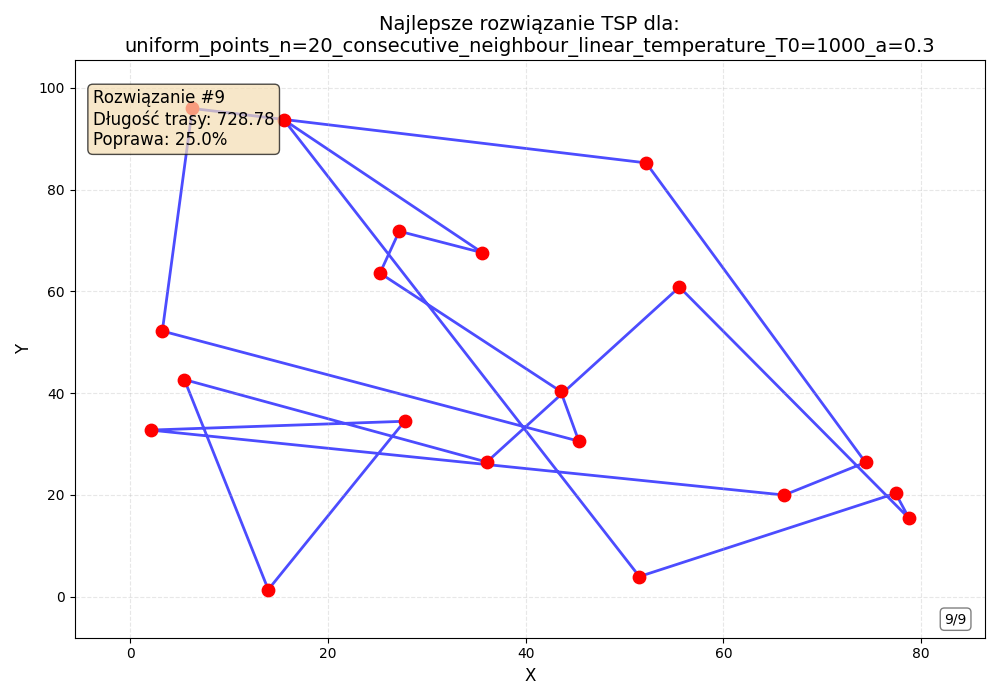 Najlepsze rozwiązanie TSP dla:
uniform_points_n=20_consecutive_neighbour_linear_temperature_T0=1000_a=0.3
Rozwiązanie #9
Długość trasy: 728.78
Poprawa: 25.0%
100
80
60
40
20
0
Y
0 20 40 60 80
X
9/9